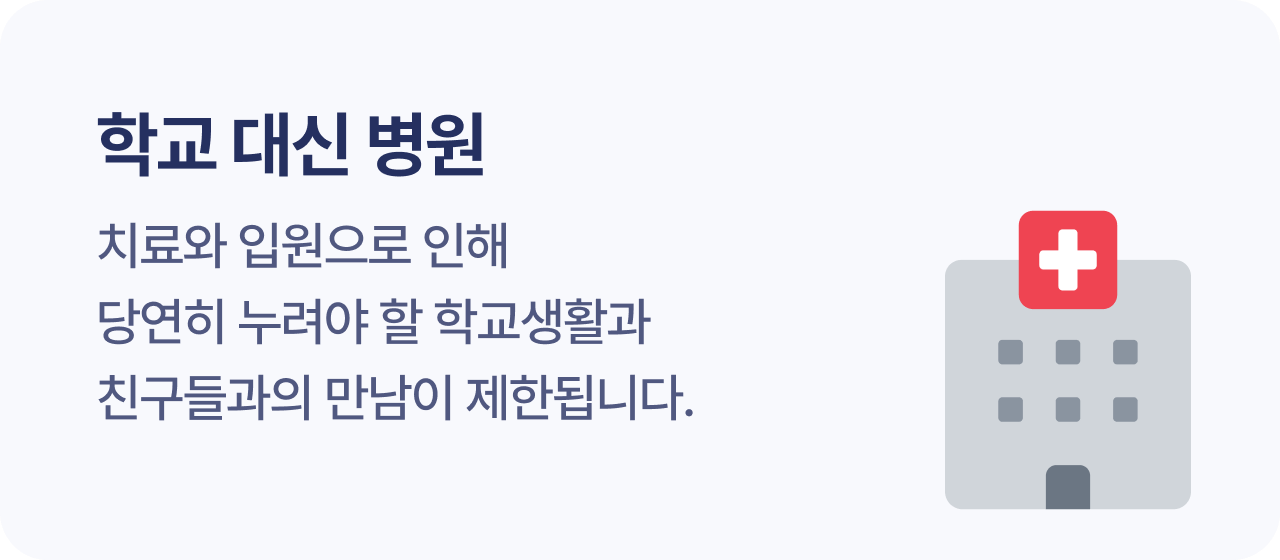 학교 대신 병원
치료와 입원으로 인해
당연히 누려야 할 학교생활과
친구들과의 만남이 제한됩니다.